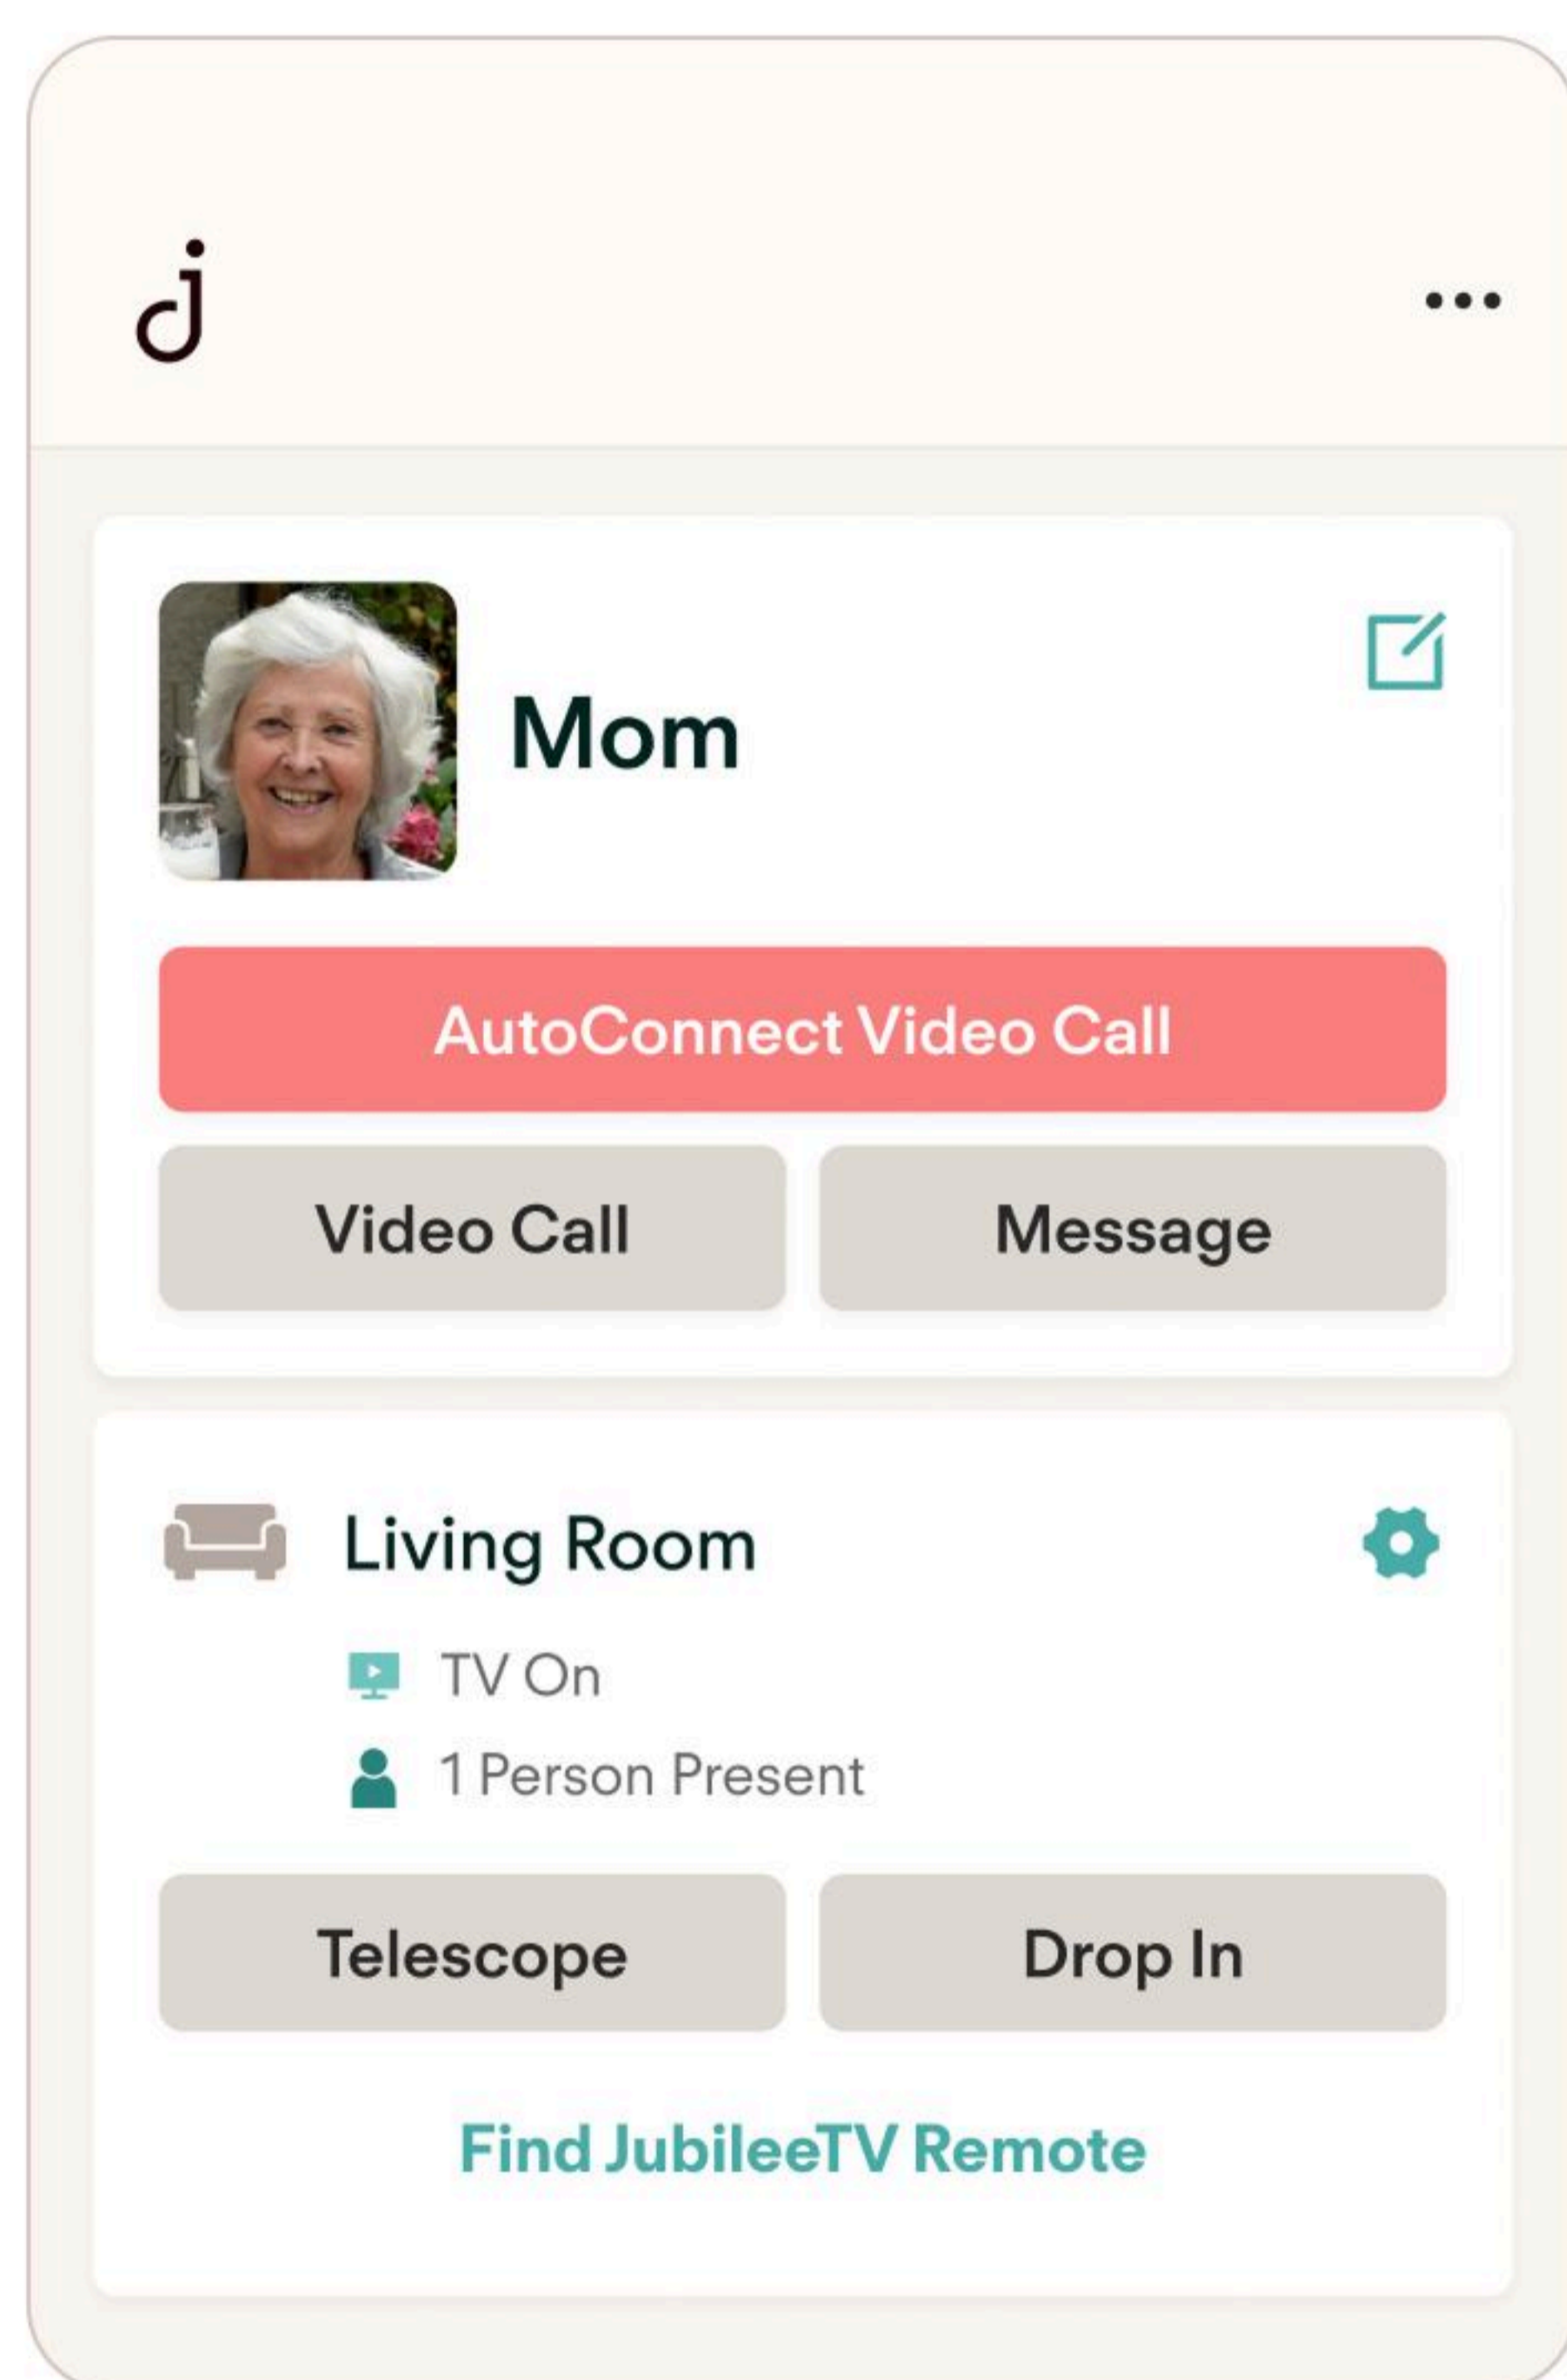 Mom
AutoConnect Video Call
Video Call
Message
Living Room
TV On
1 Person Present
Telescope
Drop In
Find JubileeTV Remote